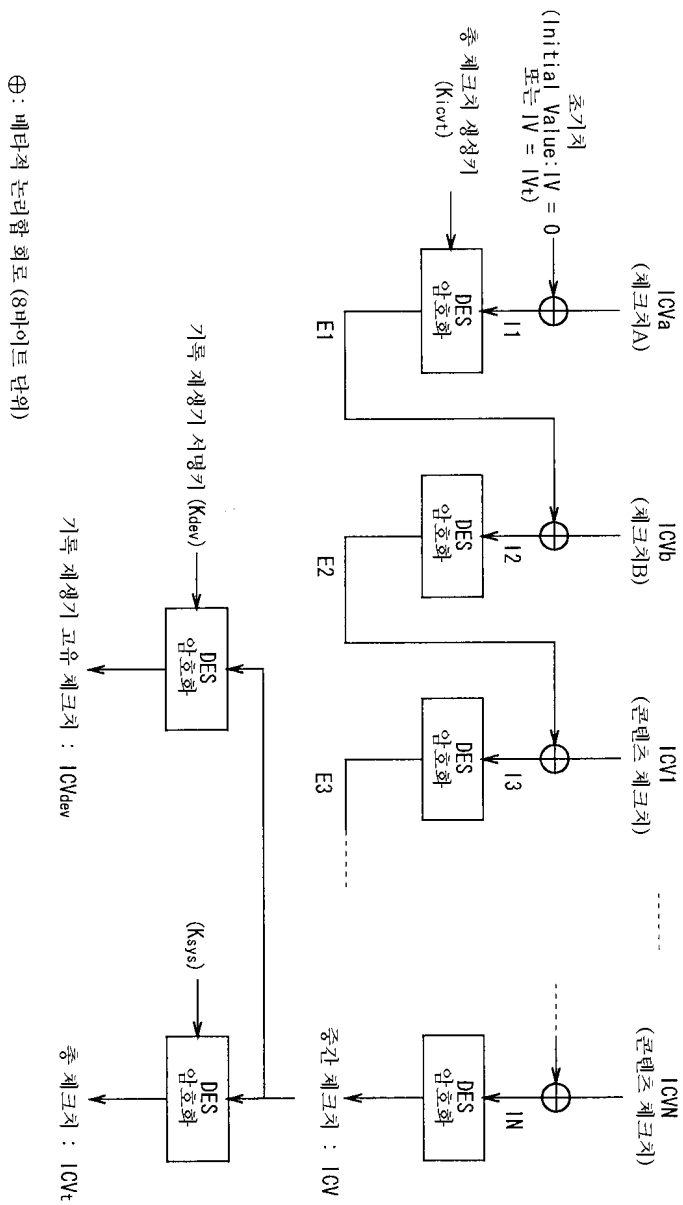 ICVa
(체크치A)
ICVb
(체크치B)
ICV1
(콘텐츠 체크치)
ICVN
(콘텐츠 체크치)
초기치
(Initial Value:IV = 0
또는 IV = IVt)
I1
I2
I3
IN
총 체크치 생성키
(Kicvt)
DES
암호화
DES
암호화
DES
암호화
DES
암호화
E1
E2
E3
중간 체크치 : ICV
기록 재생기 서명키 (Kdev)
(Ksys)
DES
암호화
DES
암호화
기록 재생기 고유 체크치 : ICVdev
총 체크치 : ICVt
⊕ : 배타적 논리합 회로 (8바이트 단위)